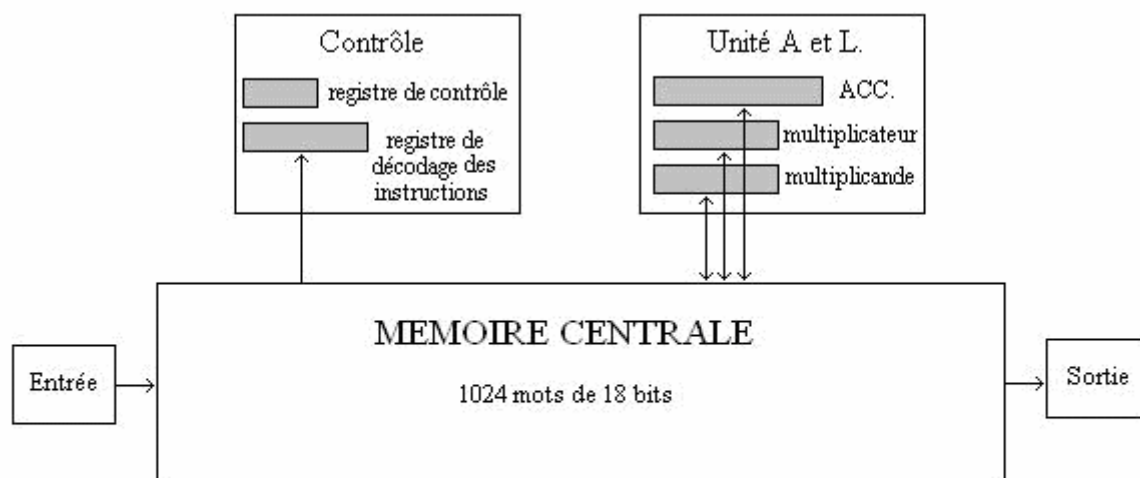 Contrôle
registre de contrôle
registre de
décodage des
instructions
Unité A et L.
ACC.
multiplicateur
multiplicande
MEMOIRE CENTRALE
1024 mots de 18 bits
Entrée
Sortie